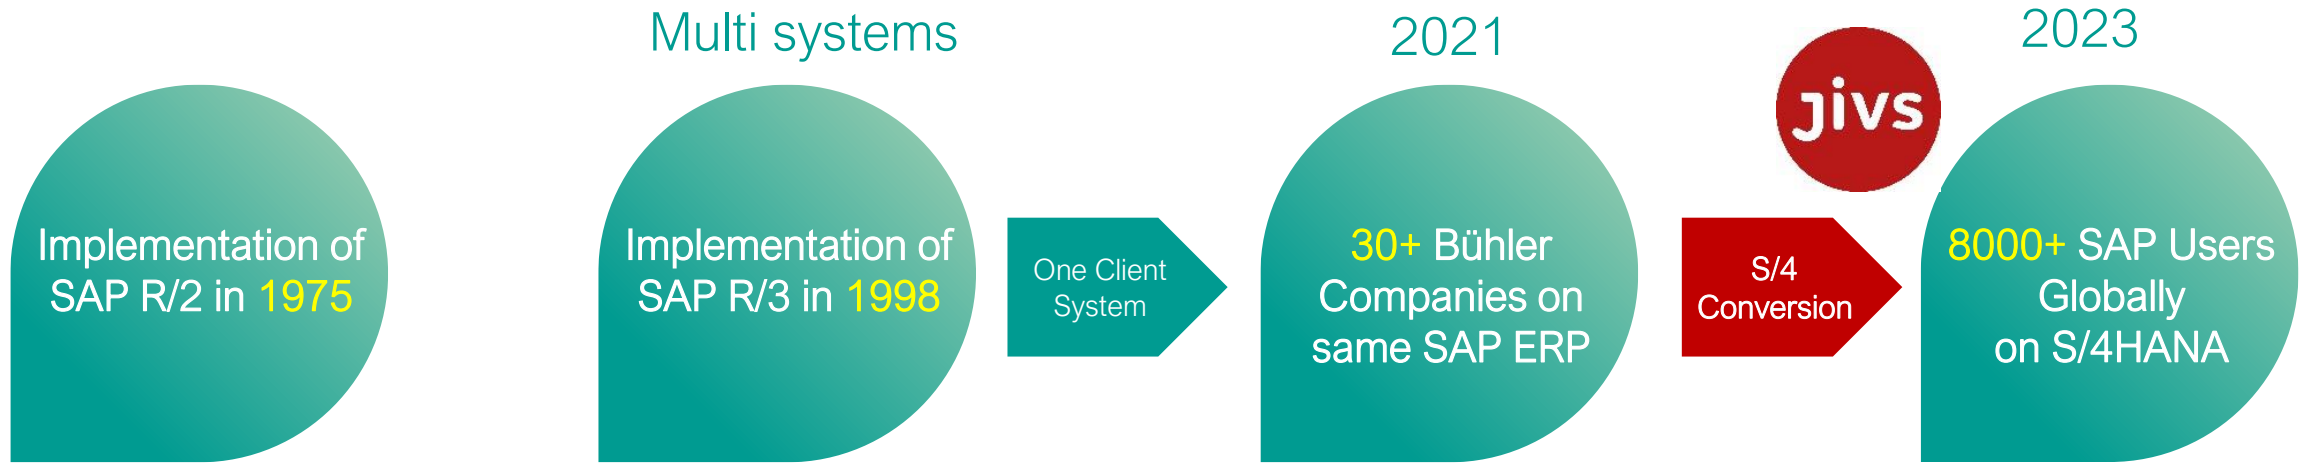 Implementation of
SAP R/2 in 1975
Multi systems
Implementation of
SAP R/3 in 1998
One Client
System
2021
30+ Bühler
Companies on
same SAP ERP
jivs
S/4
Conversion
2023
8000+ SAP Users
Globally
on S/4HANA